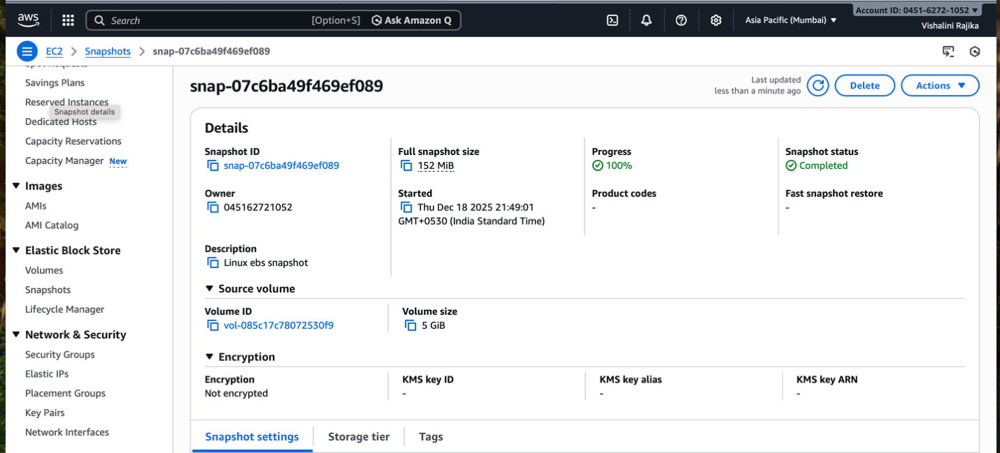 aws
Search [Option+S] Ask Amazon Q
Asia Pacific (Mumbai) ▼
Account ID: 0451-6272-1052 ▼
Vishalini Rajika
EC2 > Snapshots > snap-07c6ba49f469ef089
Savings Plans
Reserved Instances
Snapshot details
Dedicated Hosts
Capacity Reservations
Capacity Manager New
▼ Images
AMIs
AMI Catalog
▼ Elastic Block Store
Volumes
Snapshots
Lifecycle Manager
▼ Network & Security
Security Groups
Elastic IPs
Placement Groups
Key Pairs
Network Interfaces
snap-07c6ba49f469ef089
Last updated
less than a minute ago
Delete
Actions ▼
Details
Snapshot ID
snap-07c6ba49f469ef089
Full snapshot size
152 MiB
Progress
100%
Snapshot status
Completed
Owner
045162721052
Started
Thu Dec 18 2025 21:49:01
GMT+0530 (India Standard Time)
Product codes
-
Fast snapshot restore
-
Description
Linux ebs snapshot
▼ Source volume
Volume ID
vol-085c17c78072530f9
Volume size
5 GiB
▼ Encryption
Encryption
Not encrypted
KMS key ID
-
KMS key alias
-
KMS key ARN
-
Snapshot settings
Storage tier
Tags